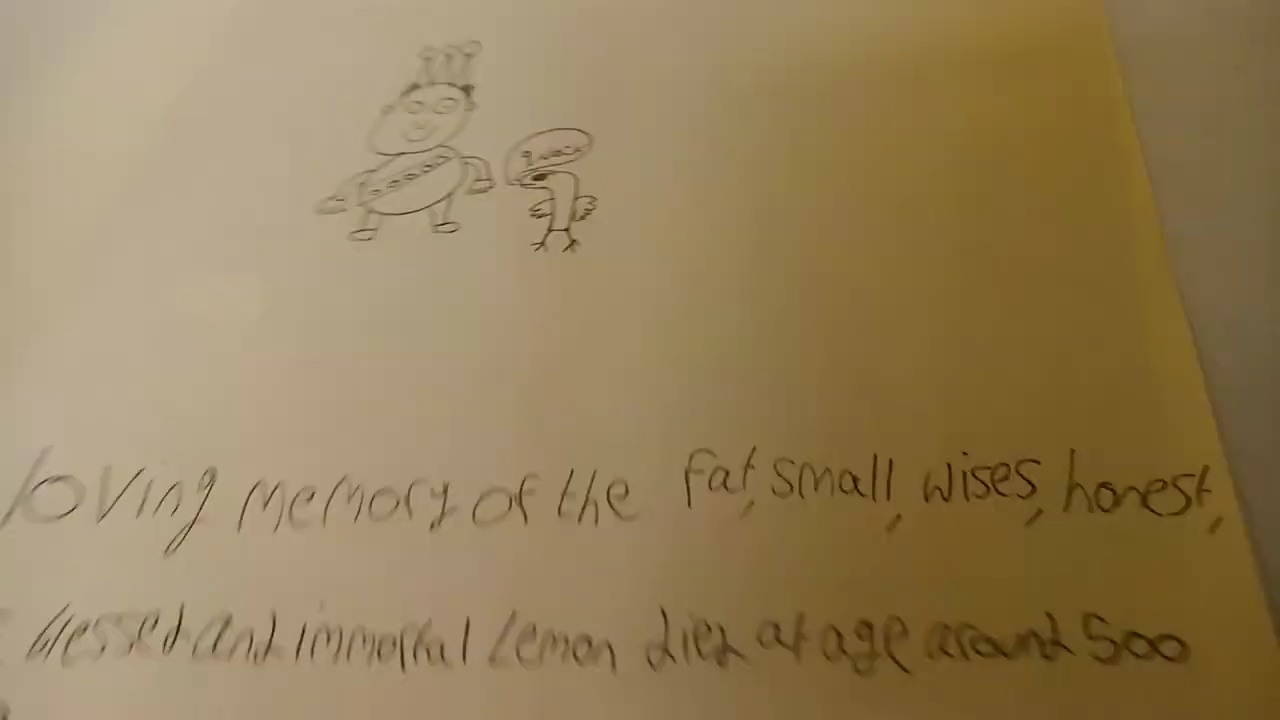 loving memory of the fat, small, wises, honest,
blessed and immortal Lemon died at age around 500